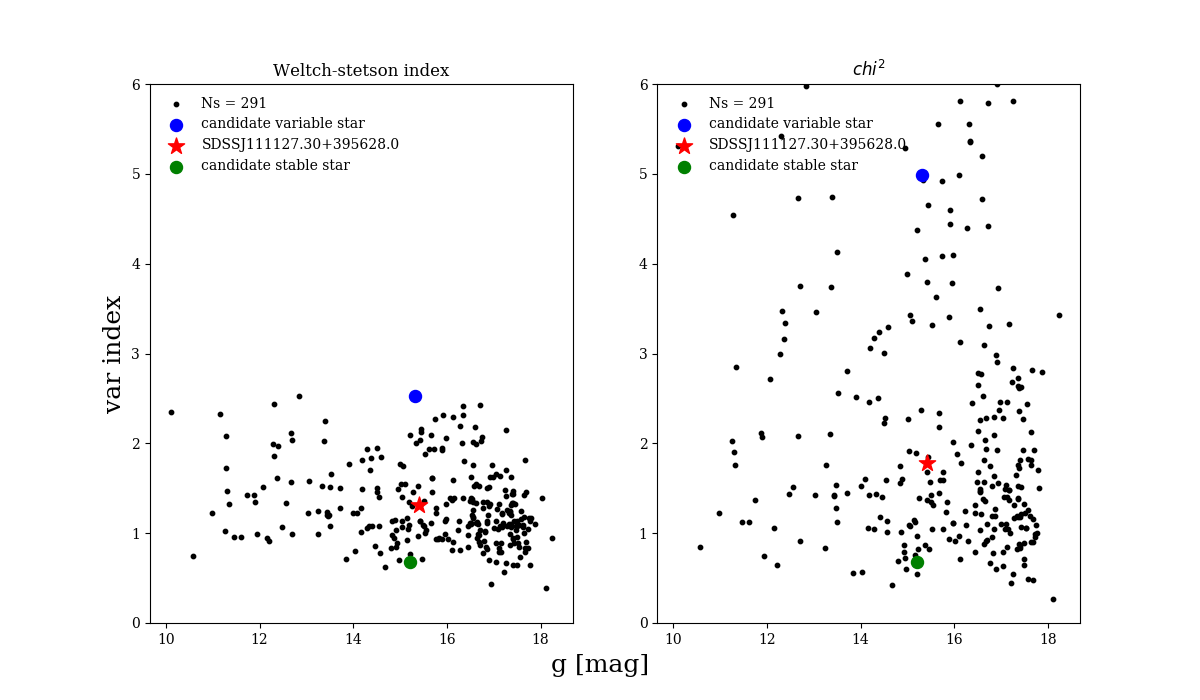 Weltch-stetson index
chi²
Ns = 291
candidate variable star
SDSSJ111127.30+395628.0
candidate stable star
Ns = 291
candidate variable star
SDSSJ111127.30+395628.0
candidate stable star
var index
6
5
4
3
2
1
0
10 12 14 16 18
6
5
4
3
2
1
0
10 12 14 16 18
g [mag]